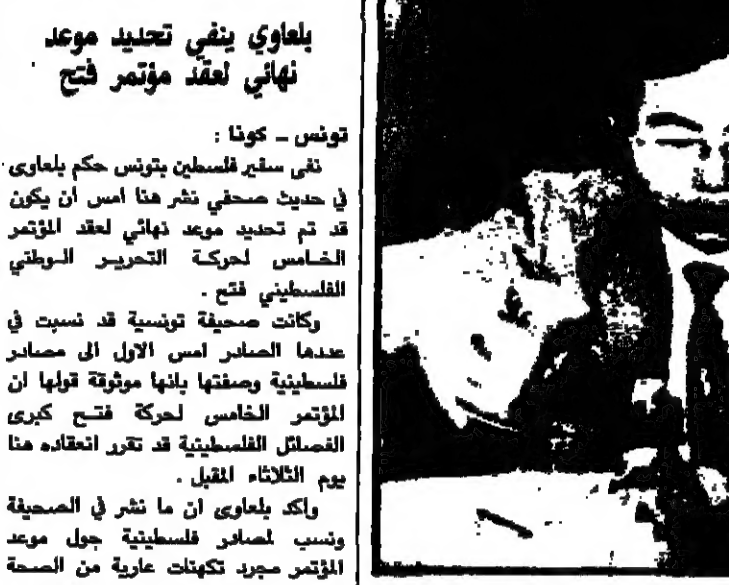 بلعاوي ينفي تحديد موعد
نهائي لعقد مؤتمر فتح
تونس ـ كونا :
نفى سفير فلسطين بتونس حكم بلعاوى
في حديث صحفي نشر هنا امس أن يكون
قد تم تحديد موعد نهائي لعقد المؤتمر
الخامس لحركة التحرير الوطني
الفلسطيني فتح .
وكانت صحيفة تونسية قد نسبت في
عددها الصادر امس الاول الى مصادر
فلسطينية وصفتها بانها موثوقة قولها ان
المؤتمر الخامس لحركة فتح كبرى
الفصائل الفلسطينية قد تقرر انعقاده هنا
يوم الثلاثاء المقبل .
واكد بلعاوى ان ما نشر في الصحيفة
ونسب لمصادر فلسطينية حول موعد
المؤتمر مجرد تكهنات عارية من الصحة